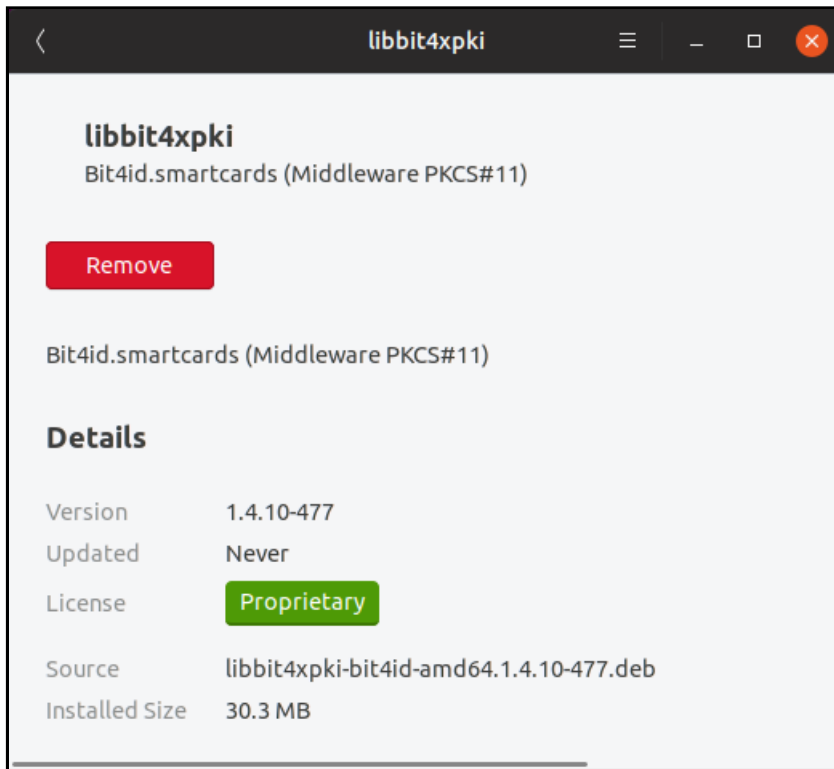 libbit4xpki
libbit4xpki
Bit4id.smartcards (Middleware PKCS#11)
Remove
Bit4id.smartcards (Middleware PKCS#11)
Details
Version 1.4.10-477
Updated Never
License Proprietary
Source libbit4xpki-bit4id-amd64.1.4.10-477.deb
Installed Size 30.3 MB